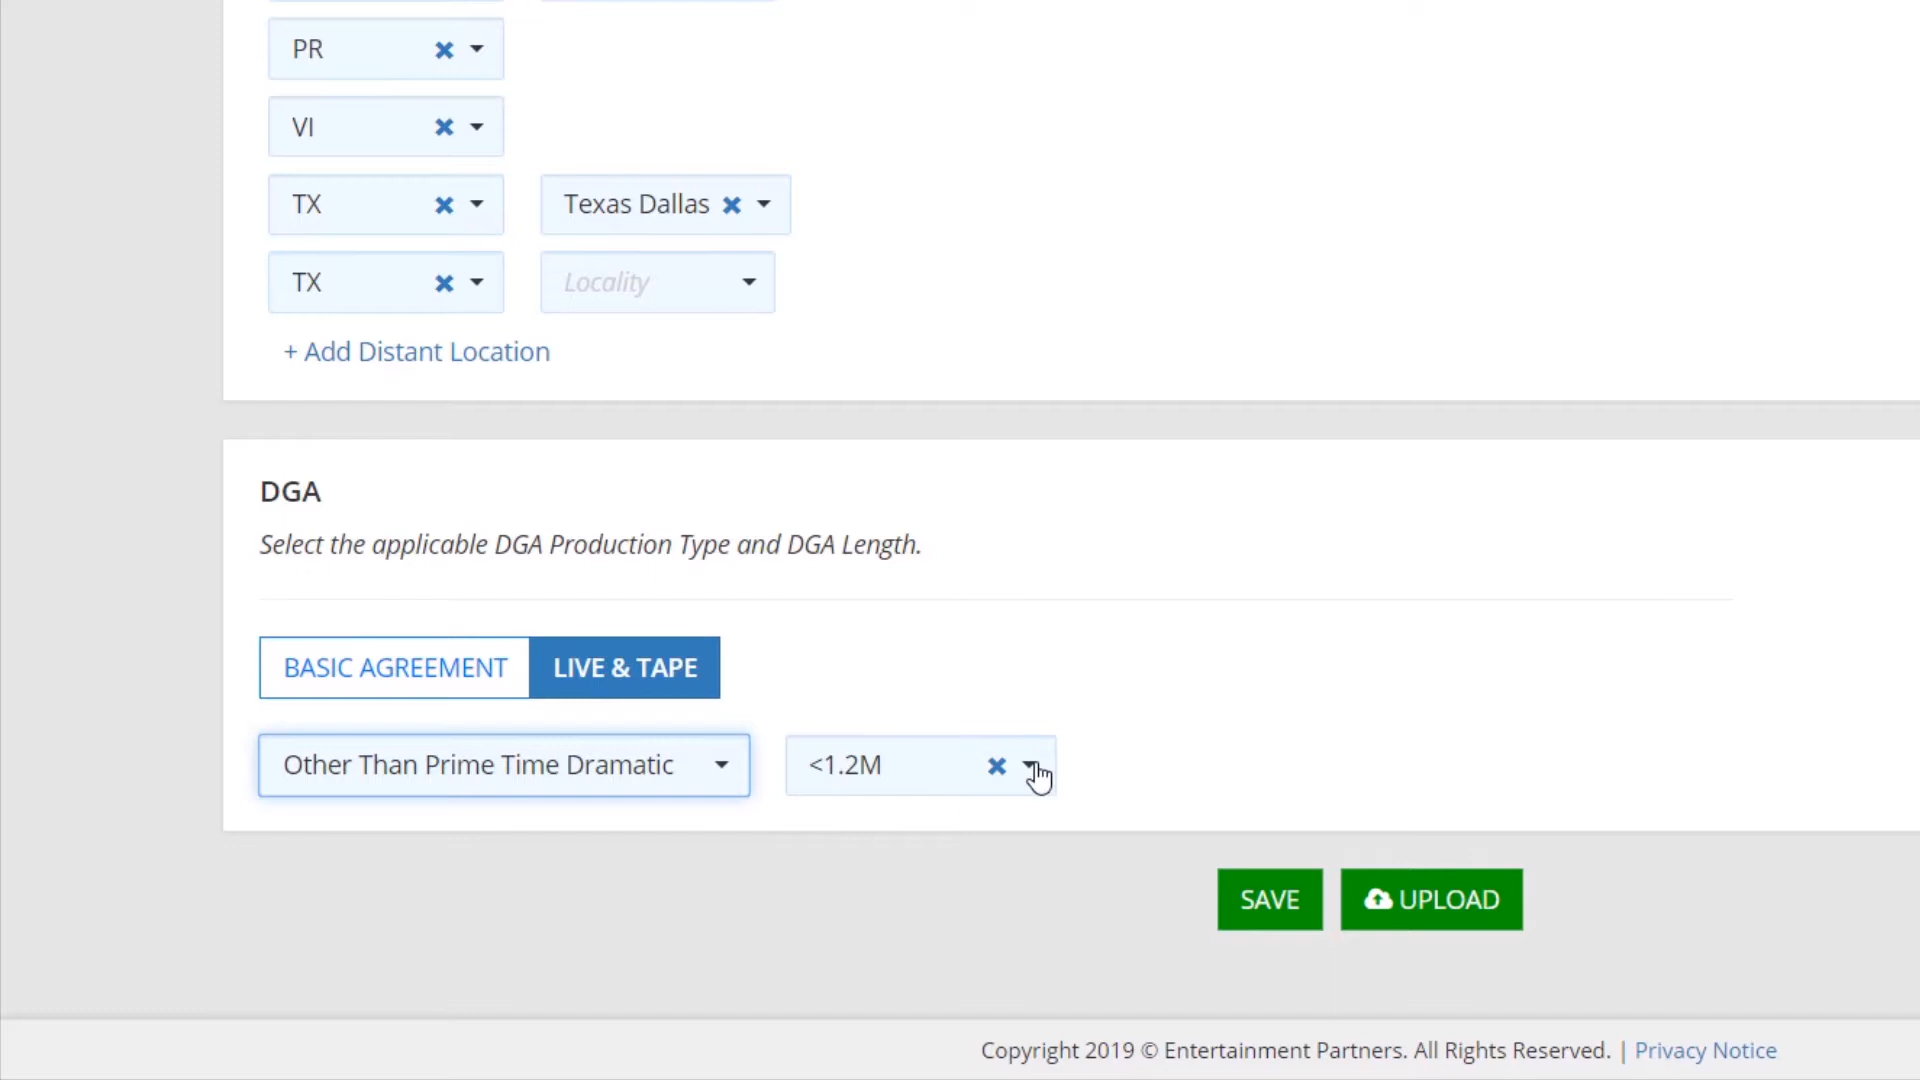 PR
VI
TX Texas Dallas
TX Locality
+ Add Distant Location
DGA
Select the applicable DGA Production Type and DGA Length.
BASIC AGREEMENT LIVE & TAPE
Other Than Prime Time Dramatic <1.2M
SAVE UPLOAD
Copyright 2019 © Entertainment Partners. All Rights Reserved. | Privacy Notice